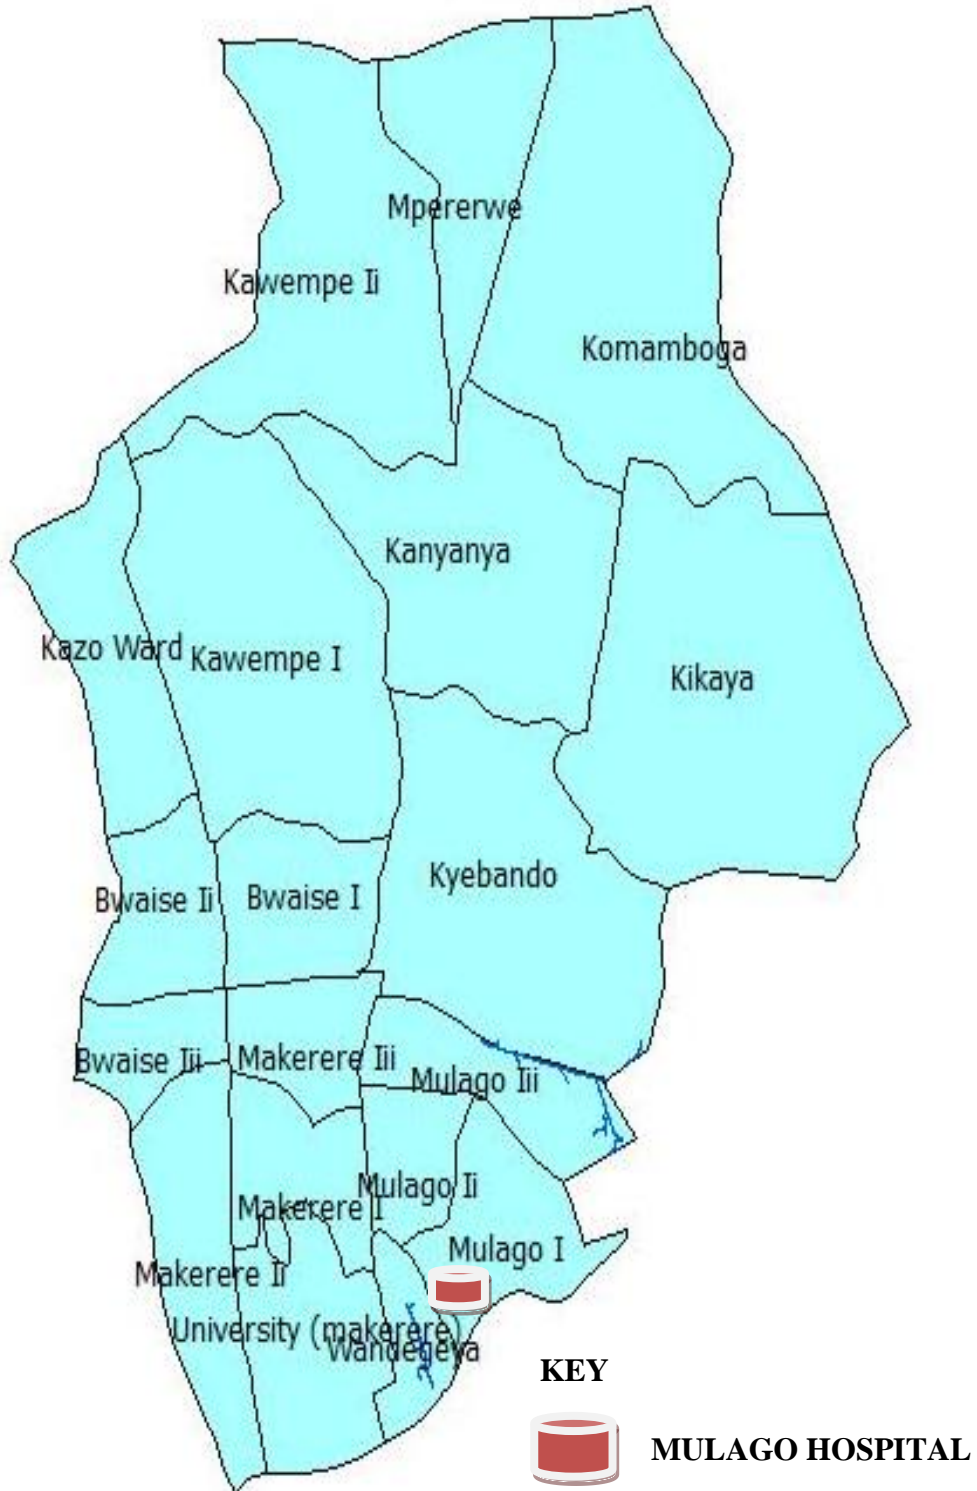 Mpererwe
Kawempe Ii
Komamboga
Kanyanya
Kazo Ward
Kawempe I
Kikaya
Kyebando
Bwaise Ii
Bwaise I
Bwaise Iii
Makerere Iii
Mulago Iii
Mulago Ii
Makerere I
Mulago I
Makerere Ii
University (makerere)
Wandegeya
KEY
MULAGO HOSPITAL